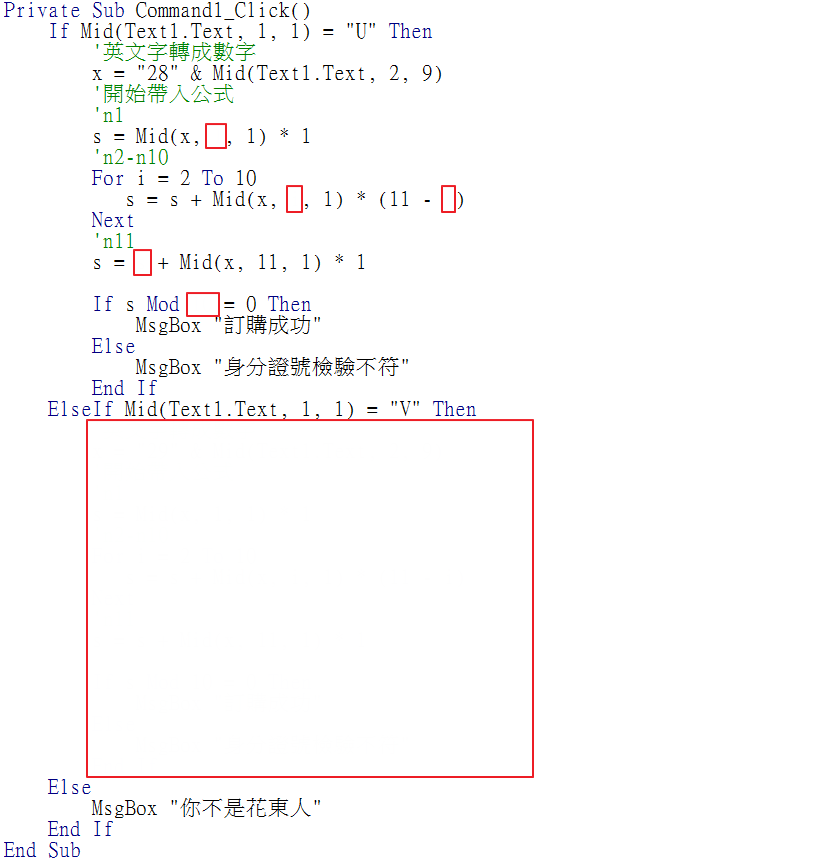 Private Sub Command1_Click()
If Mid(Text1.Text, 1, 1) = "U" Then
'英文字轉成數字
x = "28" & Mid(Text1.Text, 2, 9)
'開始帶入公式
'n1
s = Mid(x, , 1) * 1
'n2-n10
For i = 2 To 10
s = s + Mid(x, , 1) * (11 - )
Next
'n11
s = + Mid(x, 11, 1) * 1
If s Mod = 0 Then
MsgBox "訂購成功"
Else
MsgBox "身分證號檢驗不符"
End If
ElseIf Mid(Text1.Text, 1, 1) = "V" Then
Else
MsgBox "你不是花東人"
End If
End Sub